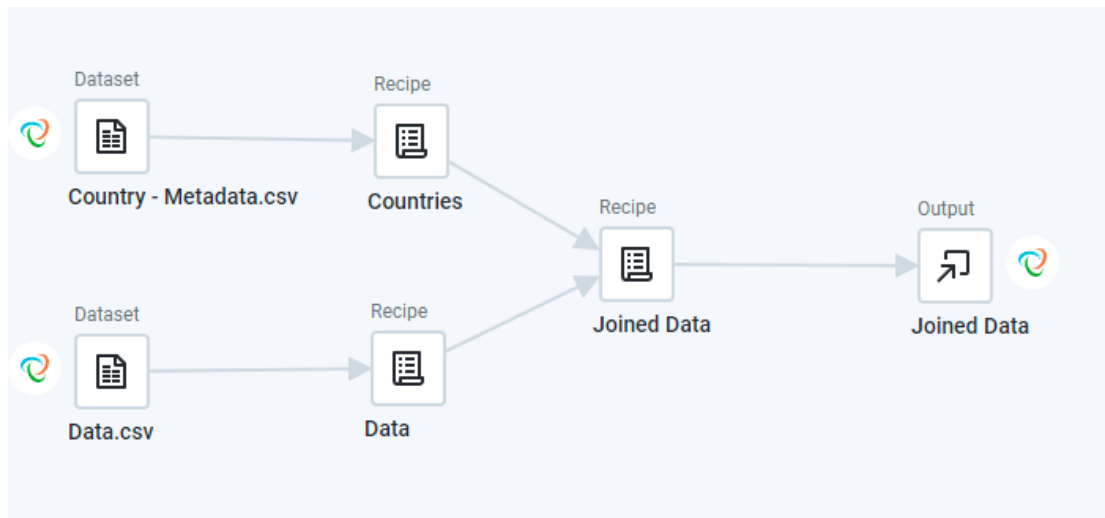 Dataset
Country - Metadata.csv
Recipe
Countries
Dataset
Data.csv
Recipe
Data
Recipe
Joined Data
Output
Joined Data